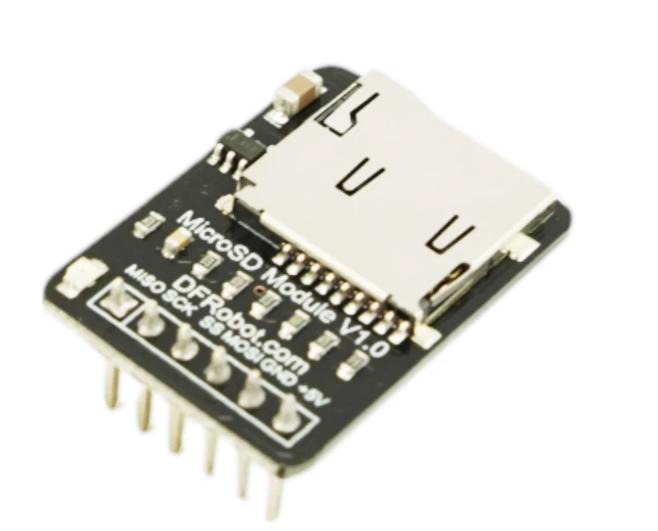 MicroSD Module V1.0
DFRobot.com
MISO SCK SS MOSI GND +5V